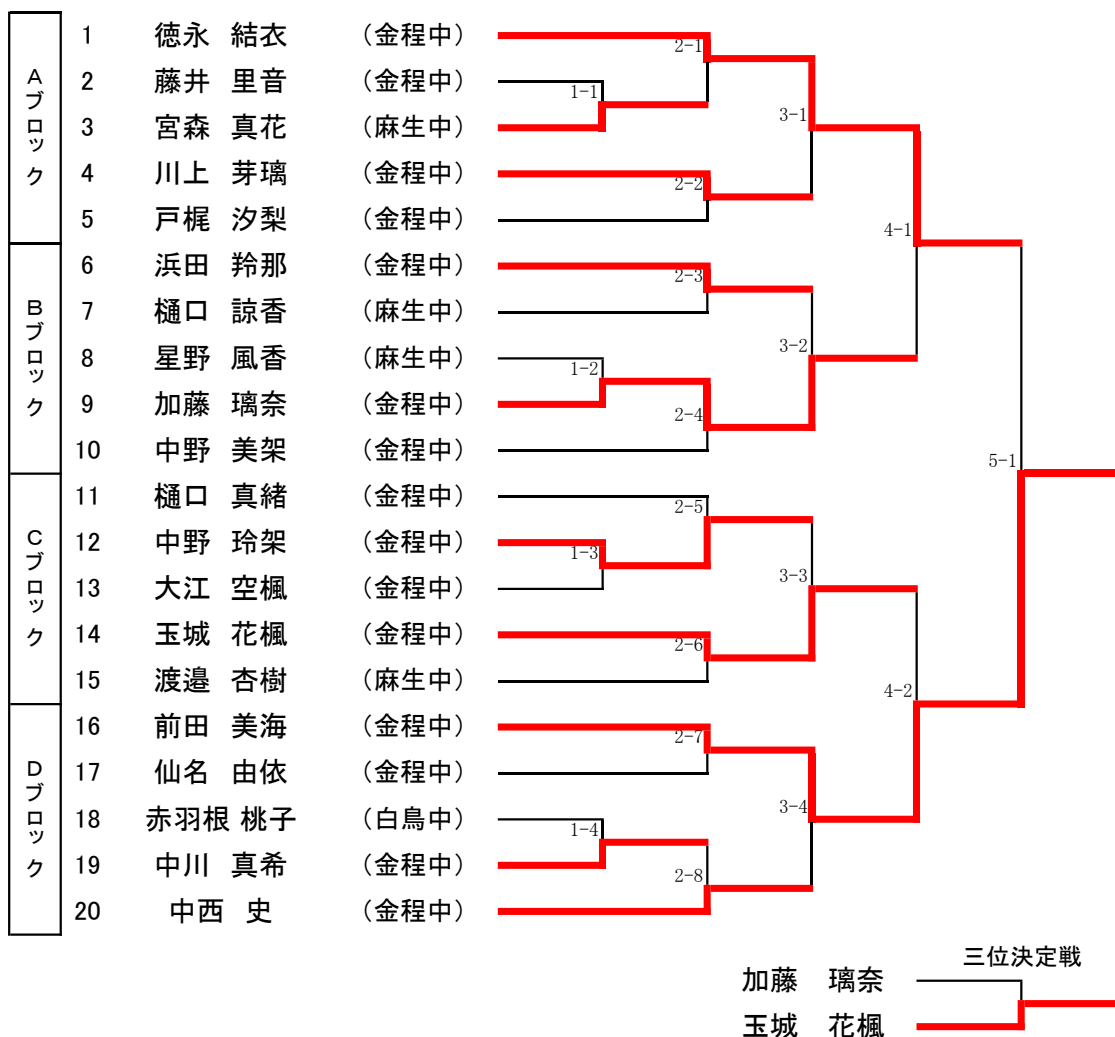 Aブロック
1 徳永 結衣 (金程中)
2 藤井 里音 (金程中)
3 宮森 真花 (麻生中)
4 川上 芽璃 (金程中)
5 戸梶 汐梨 (金程中)
Bブロック
6 浜田 羚那 (金程中)
7 樋口 諒香 (麻生中)
8 星野 風香 (麻生中)
9 加藤 璃奈 (金程中)
10 中野 美架 (金程中)
Cブロック
11 樋口 真緒 (金程中)
12 中野 玲架 (金程中)
13 大江 空楓 (金程中)
14 玉城 花楓 (金程中)
15 渡邉 杏樹 (麻生中)
Dブロック
16 前田 美海 (金程中)
17 仙名 由依 (金程中)
18 赤羽根 桃子 (白鳥中)
19 中川 真希 (金程中)
20 中西 史 (金程中)
1-1
1-2
1-3
1-4
2-1
2-2
2-3
2-4
2-5
2-6
2-7
2-8
3-1
3-2
3-3
3-4
4-1
4-2
5-1
三位決定戦
加藤 璃奈
玉城 花楓